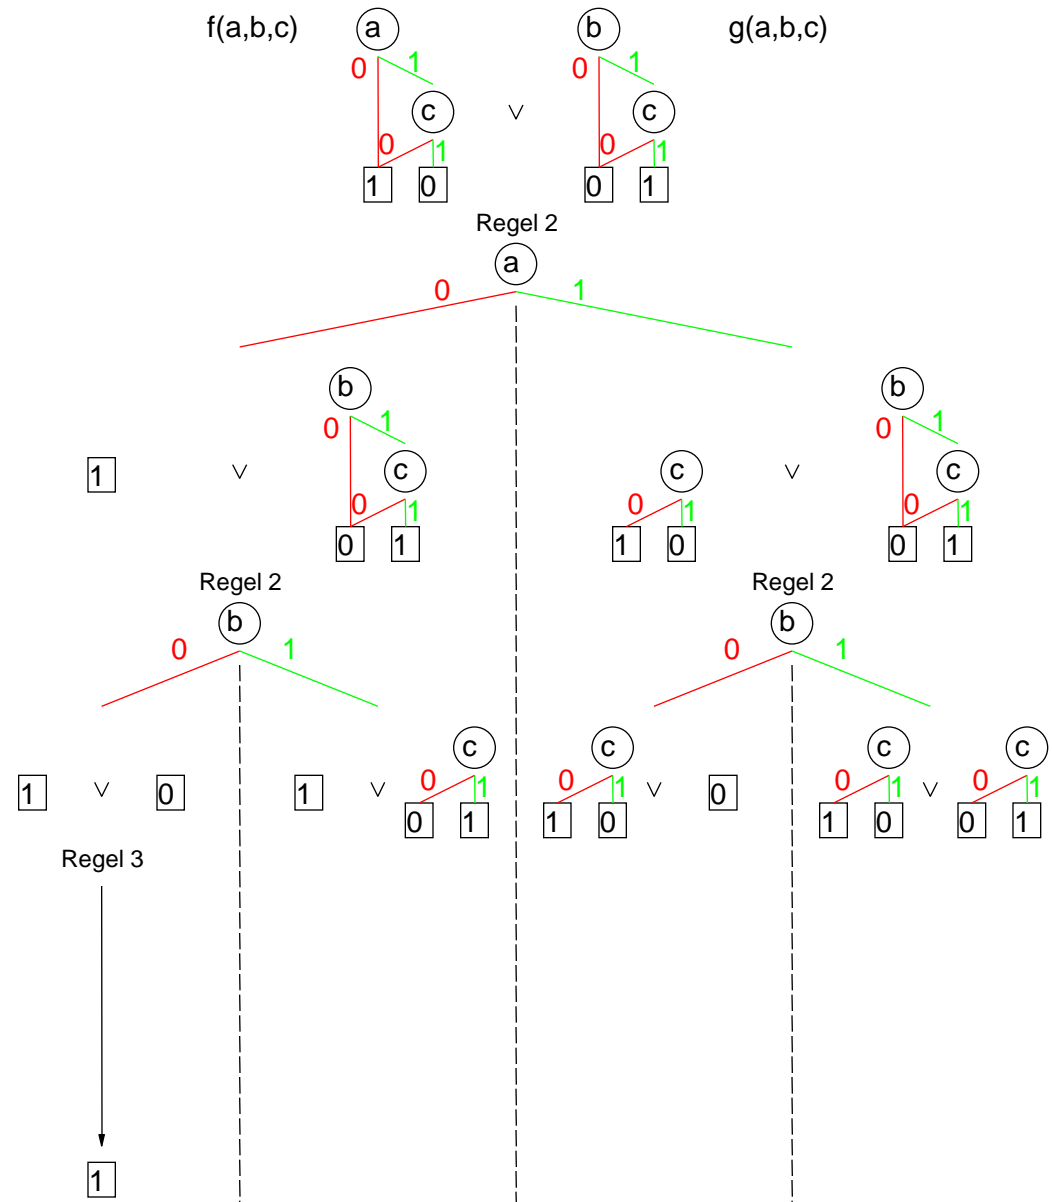 f(a,b,c) a b g(a,b,c)
0 1 0 1
c ∨ c
0 1 0 1
1 0 0 1
Regel 2
a
0 1
b b
0 1 0 1
1 ∨ c c ∨ c
0 1 0 1 0 1
0 1 1 0 0 1
Regel 2 Regel 2
b b
0 1 0 1
c c c c
0 1 0 1 0 1 0 1
1 ∨ 0 1 ∨ ∨ 0 ∨
0 1 1 0 1 0 0 1
Regel 3
1